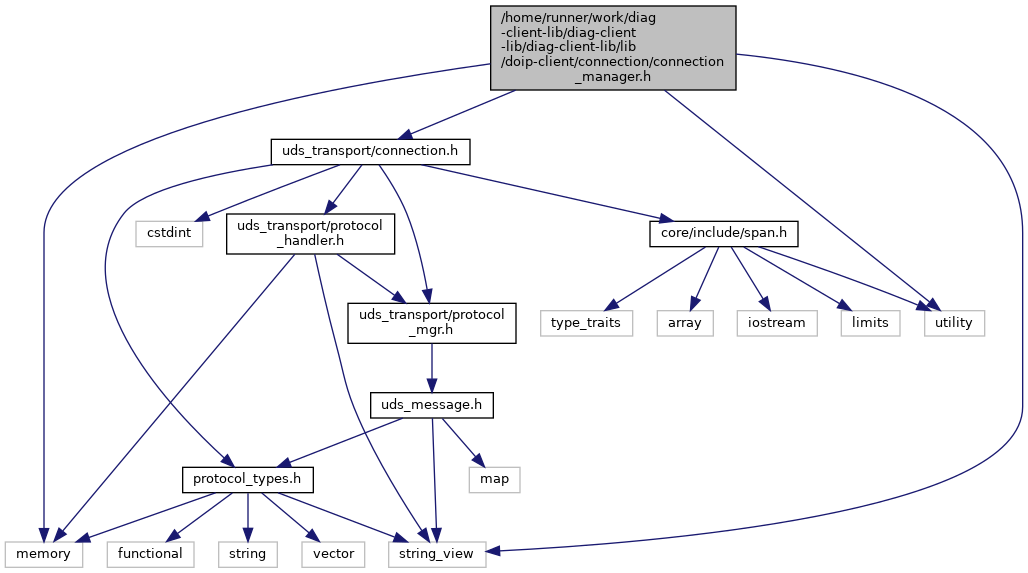 /home/runner/work/diag
-client-lib/diag-client
-lib/diag-client-lib/lib
/doip-client/connection/connection
_manager.h
uds_transport/connection.h
cstdint
uds_transport/protocol
_handler.h
core/include/span.h
uds_transport/protocol
_mgr.h
type_traits
array
iostream
limits
utility
uds_message.h
protocol_types.h
map
memory
functional
string
vector
string_view